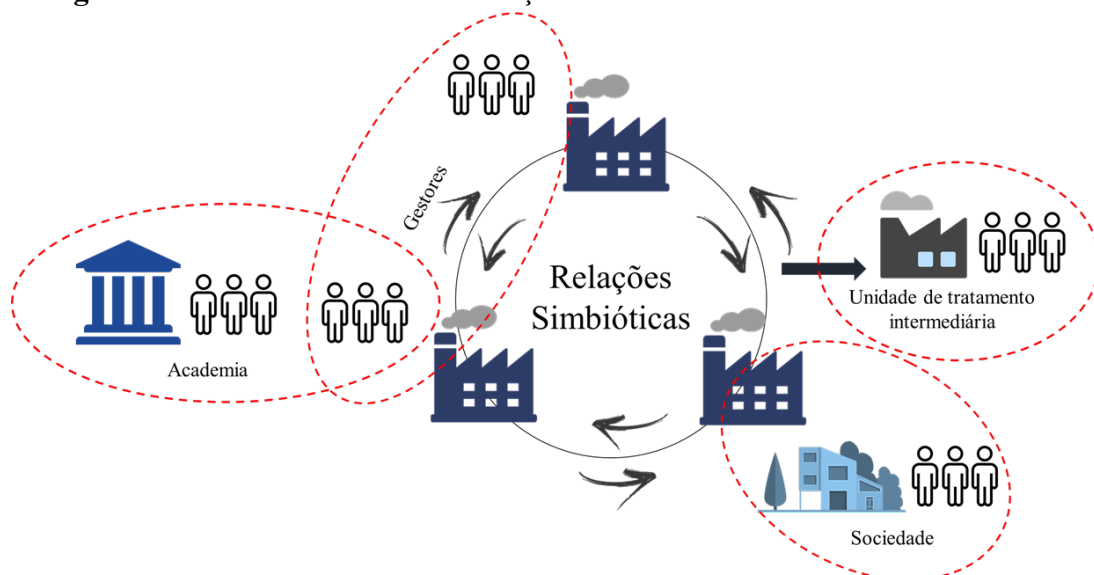 Gestores
Relações
Simbióticas
Academia
Unidade de tratamento
intermediária
Sociedade